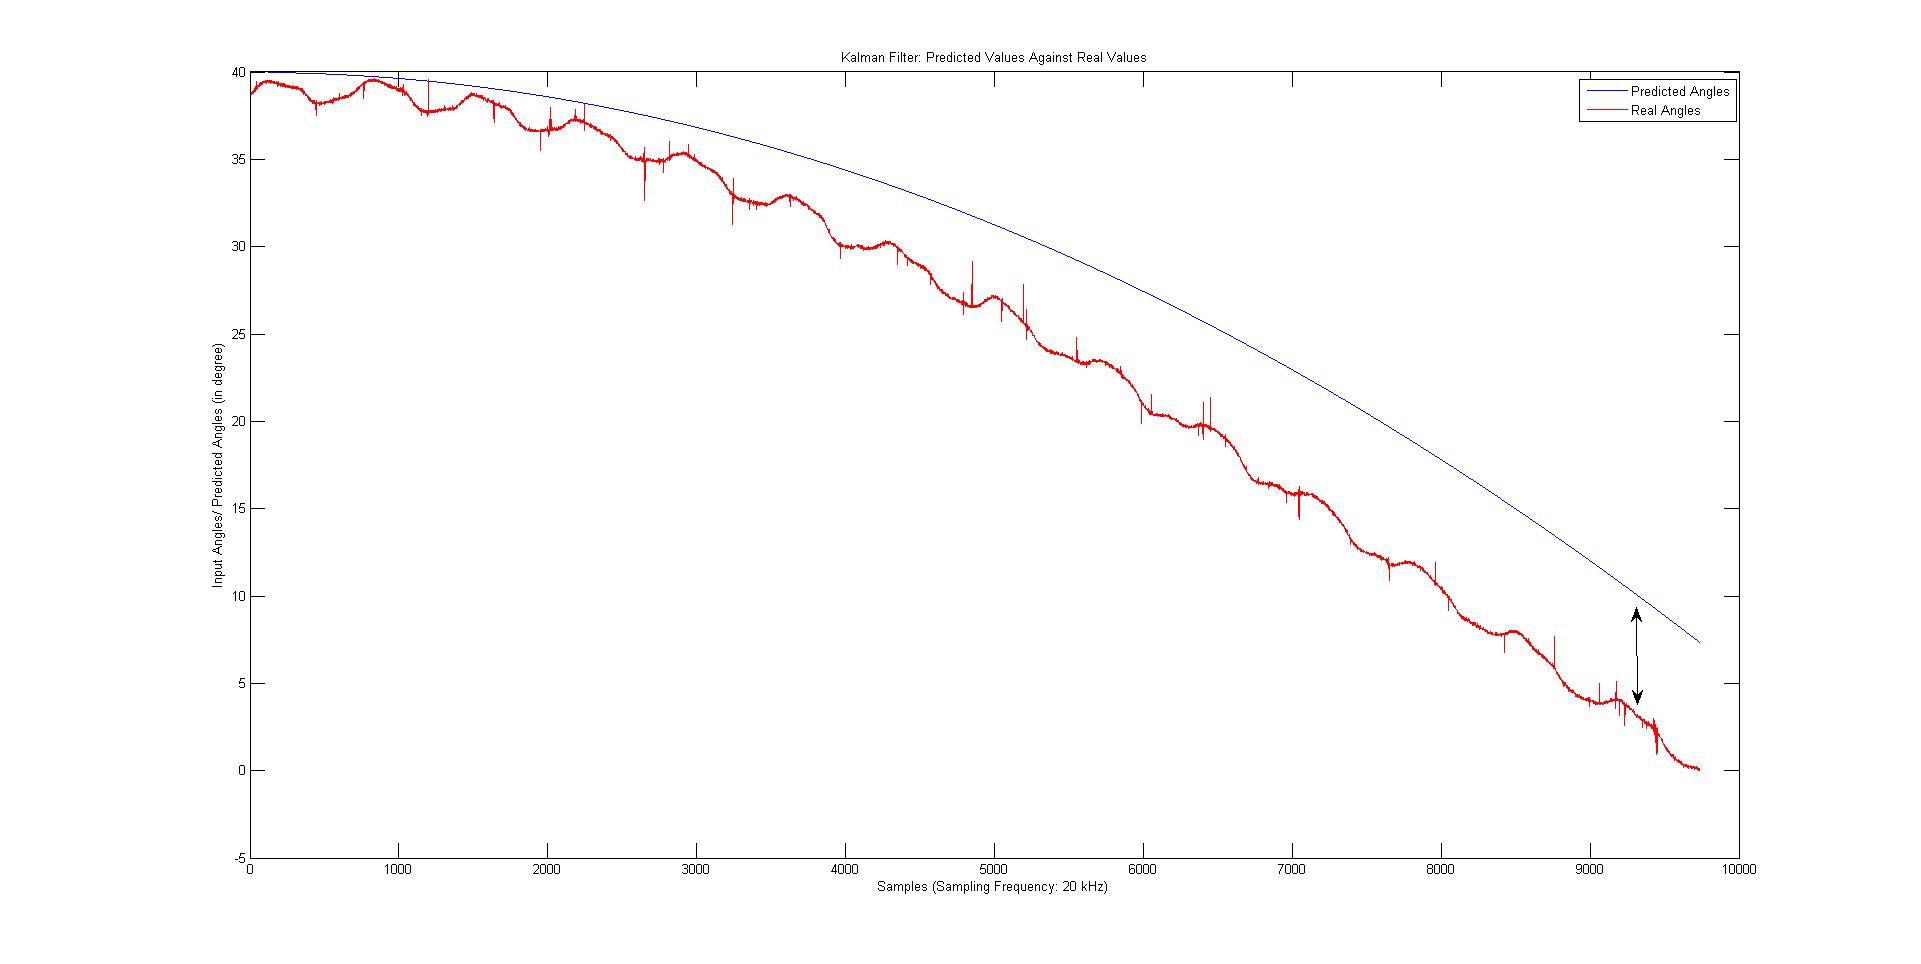 Kalman Filter: Predicted Values Against Real Values
Predicted Angles
Real Angles
40
35
30
25
20
15
10
5
0
-5
Input Angles/ Predicted Angles (in degree)
0 1000 2000 3000 4000 5000 6000 7000 8000 9000 10000
Samples (Sampling Frequency: 20 kHz)